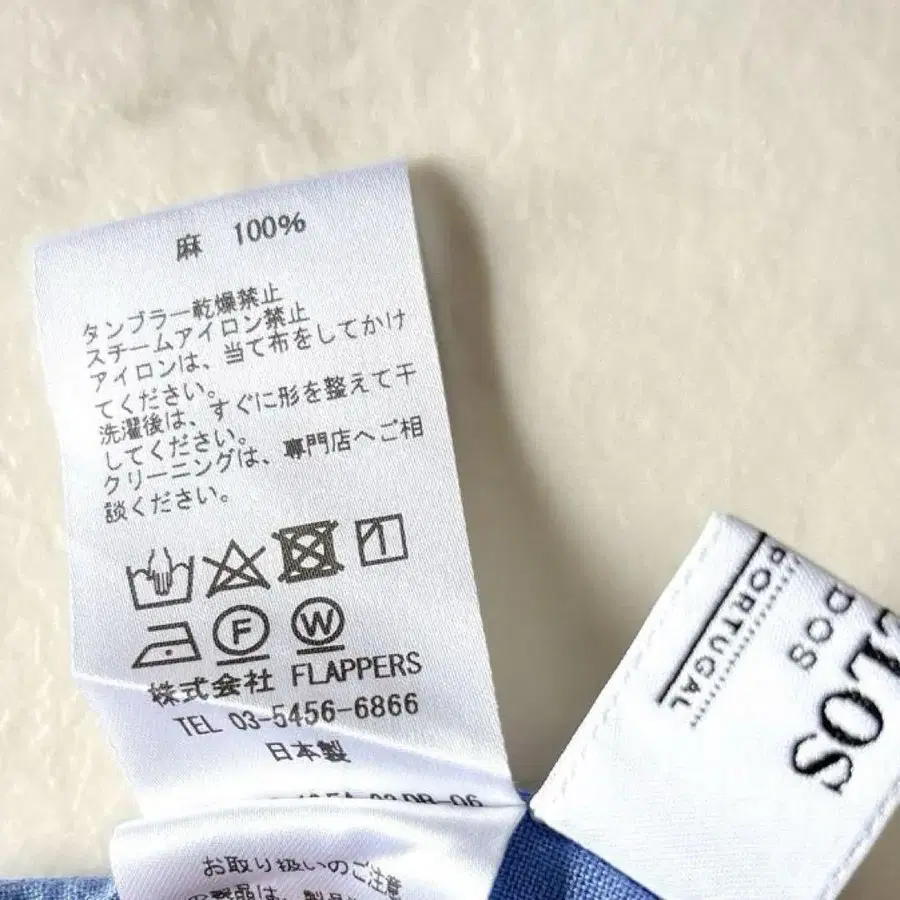 麻 100%
タンブラー乾燥禁止
スチームアイロン禁止
アイロンは、当て布をしてかけ
てください。
洗濯後は、すぐに形を整えて干
してください。
クリーニングは、専門店へご相
談ください。
F W
株式会社 FLAPPERS
TEL 03-5456-6866
日本製
お取り扱いのご注意
LOS
DOS
PORTUGAL